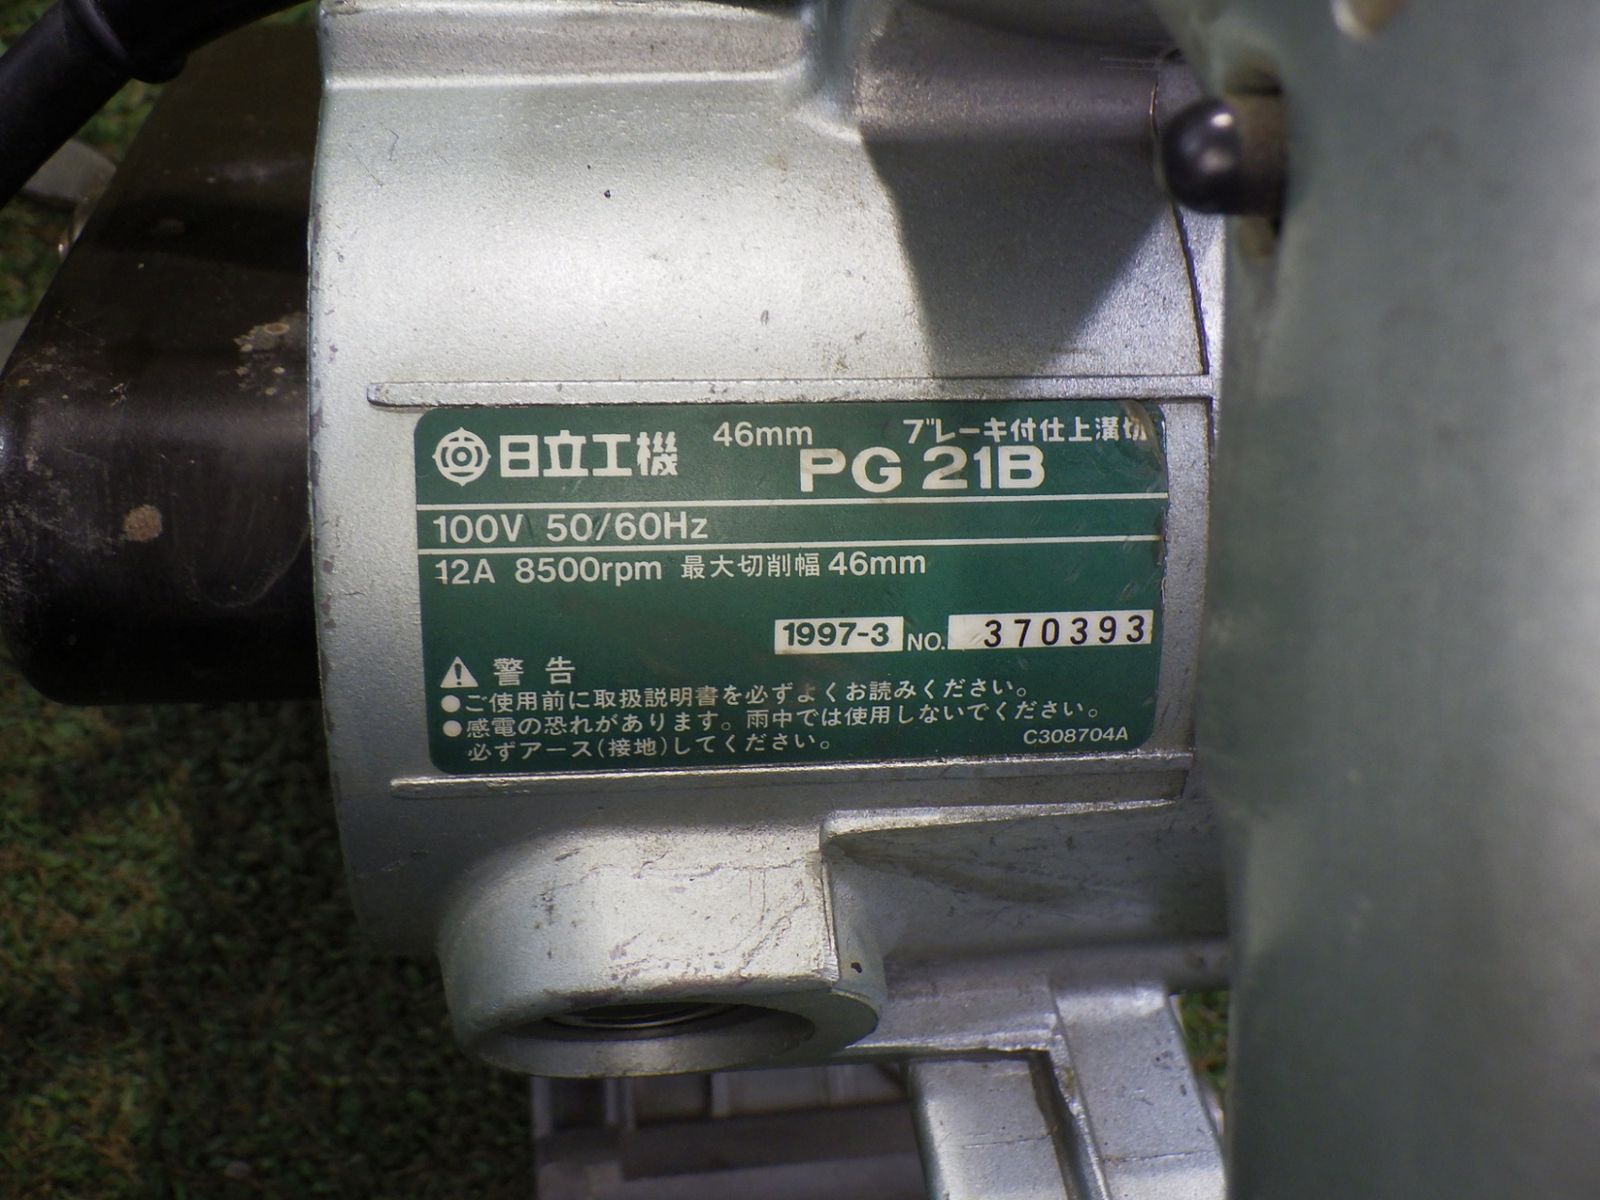 日立工機 46mm ブレーキ付仕上溝切
PG 21B
100V 50/60Hz
12A 8500rpm 最大切削幅 46mm
1997-3 NO. 370393
警告
●ご使用前に取扱説明書を必ずよくお読みください。
●感電の恐れがあります。雨中では使用しないでください。
必ずアース(接地)してください。
C308704A